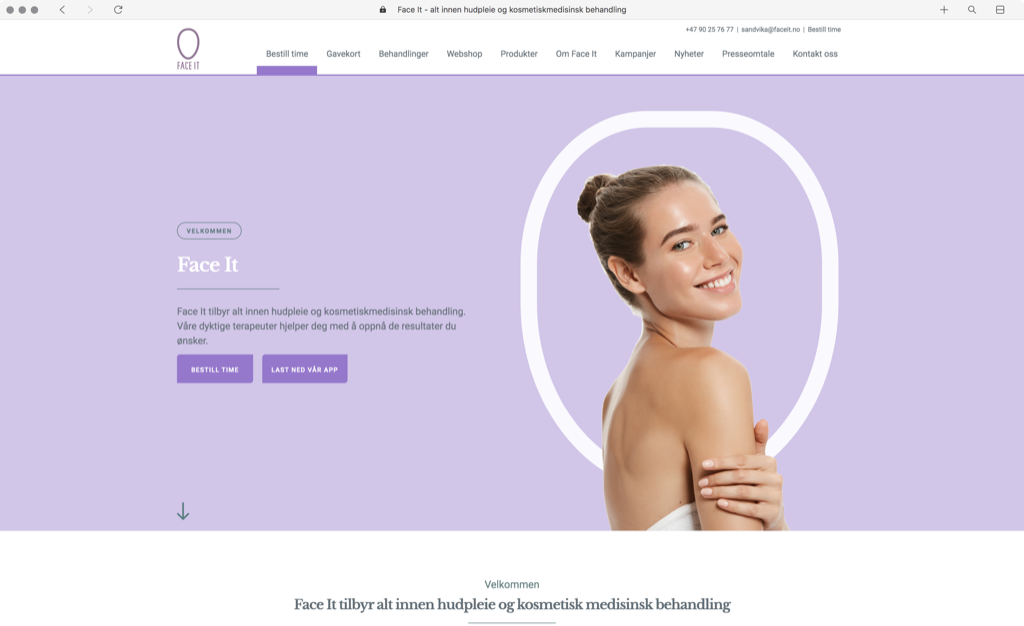 Face It - alt innen hudpleie og kosmetiskmedisinsk behandling
+47 90 25 76 77 | sandvika@faceit.no | Bestill time
FACE IT
Bestill time Gavekort Behandlinger Webshop Produkter Om Face It Kampanjer Nyheter Presseomtale Kontakt oss
VELKOMMEN
Face It
Face It tilbyr alt innen hudpleie og kosmetiskmedisinsk behandling.
Våre dyktige terapeuter hjelper deg med å oppnå de resultater du
ønsker.
BESTILL TIME LAST NED VÅR APP
Velkommen
Face It tilbyr alt innen hudpleie og kosmetisk medisinsk behandling